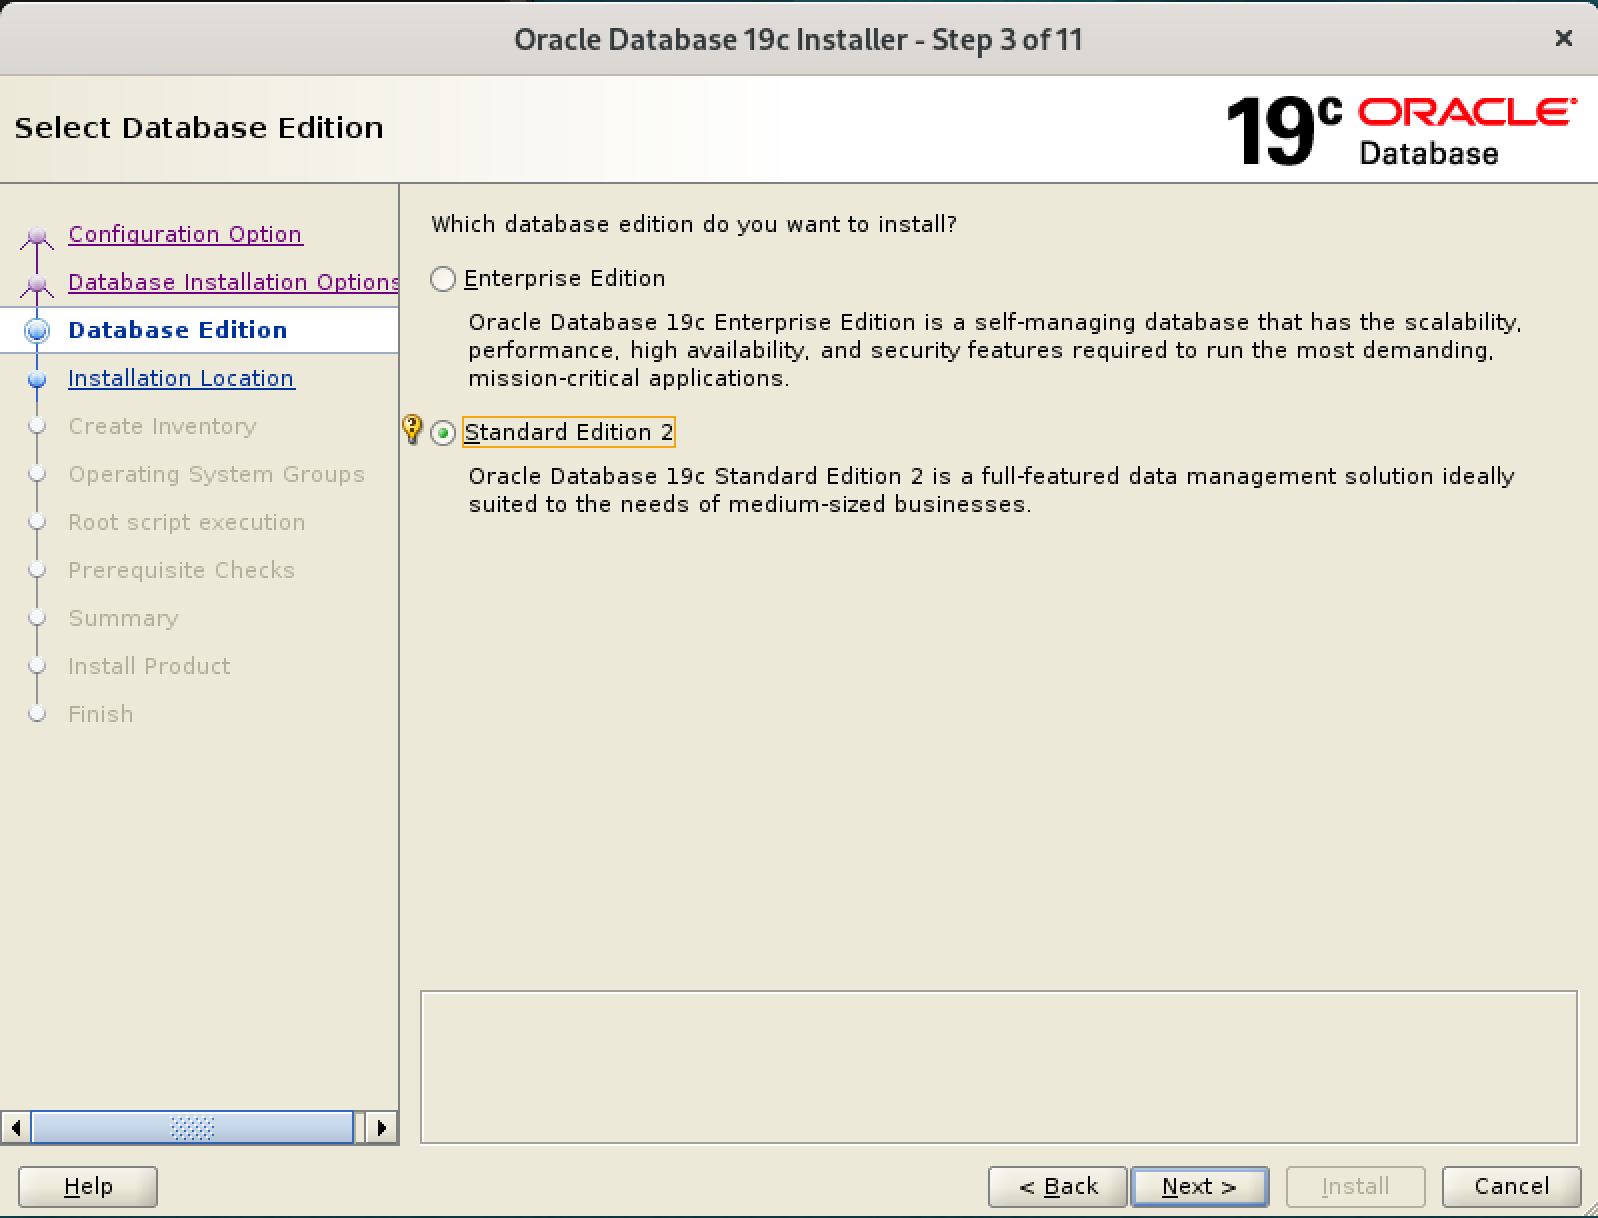 Oracle Database 19c Installer - Step 3 of 11
×
Select Database Edition
19c ORACLE
Database
Configuration Option
Database Installation Options
Database Edition
Installation Location
Create Inventory
Operating System Groups
Root script execution
Prerequisite Checks
Summary
Install Product
Finish
Which database edition do you want to install?
Enterprise Edition
Oracle Database 19c Enterprise Edition is a self-managing database that has the scalability,
performance, high availability, and security features required to run the most demanding,
mission-critical applications.
Standard Edition 2
Oracle Database 19c Standard Edition 2 is a full-featured data management solution ideally
suited to the needs of medium-sized businesses.
Help
< Back
Next >
Install
Cancel